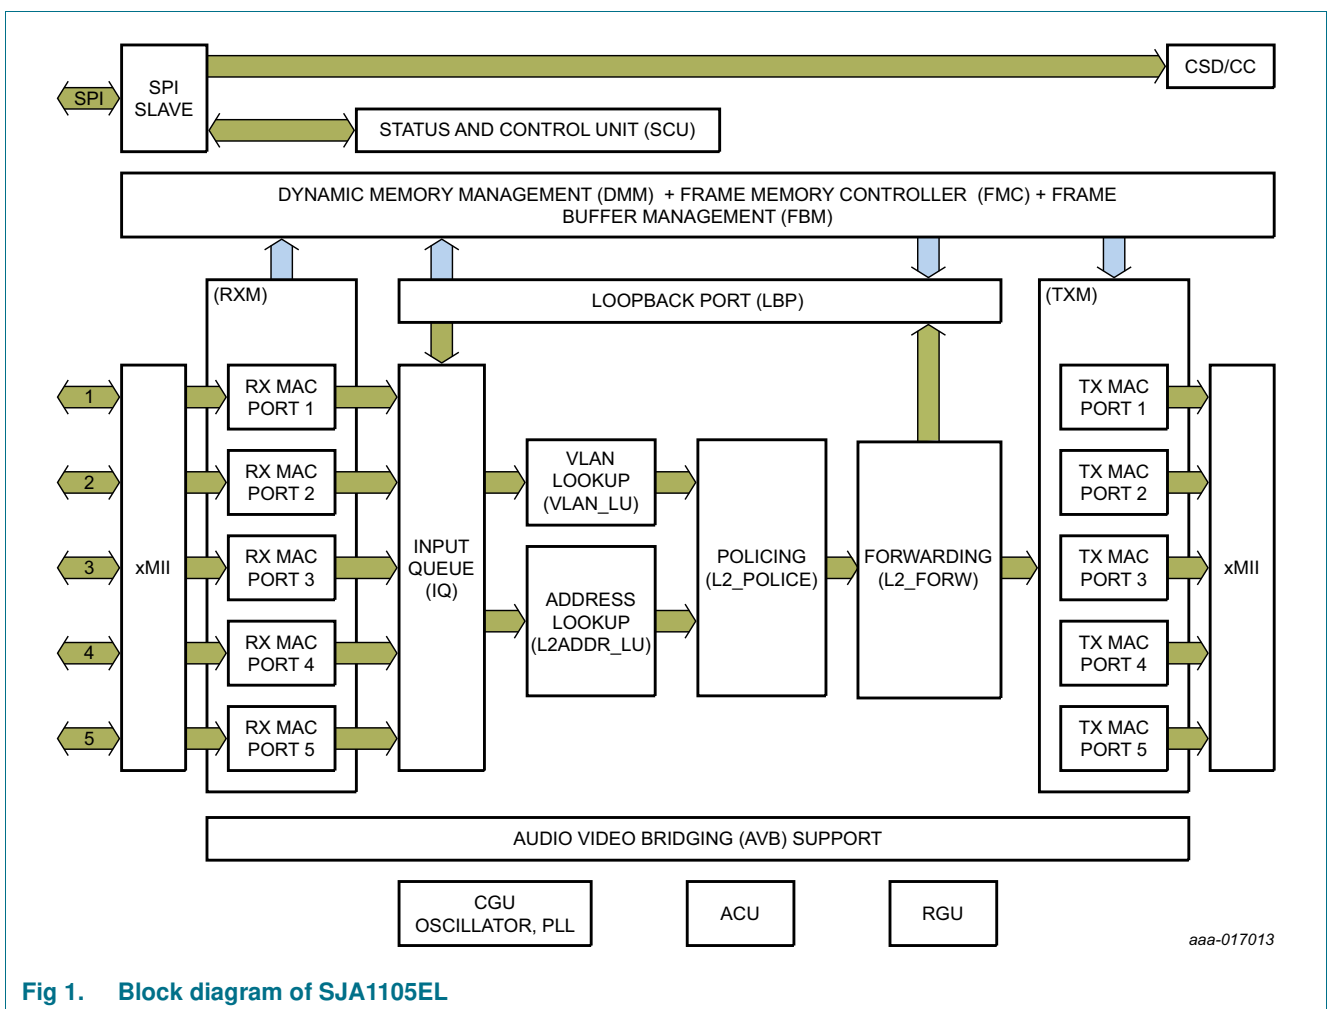 SPI
SPI
SLAVE
CSD/CC
STATUS AND CONTROL UNIT (SCU)
DYNAMIC MEMORY MANAGEMENT (DMM) + FRAME MEMORY CONTROLLER (FMC) + FRAME
BUFFER MANAGEMENT (FBM)
(RXM)
LOOPBACK PORT (LBP)
(TXM)
1
2
3
4
5
xMII
RX MAC
PORT 1
RX MAC
PORT 2
RX MAC
PORT 3
RX MAC
PORT 4
RX MAC
PORT 5
INPUT
QUEUE
(IQ)
VLAN
LOOKUP
(VLAN_LU)
ADDRESS
LOOKUP
(L2ADDR_LU)
POLICING
(L2_POLICE)
FORWARDING
(L2_FORW)
TX MAC
PORT 1
TX MAC
PORT 2
TX MAC
PORT 3
TX MAC
PORT 4
TX MAC
PORT 5
xMII
AUDIO VIDEO BRIDGING (AVB) SUPPORT
CGU
OSCILLATOR, PLL
ACU
RGU
aaa-017013
Fig 1. Block diagram of SJA1105EL